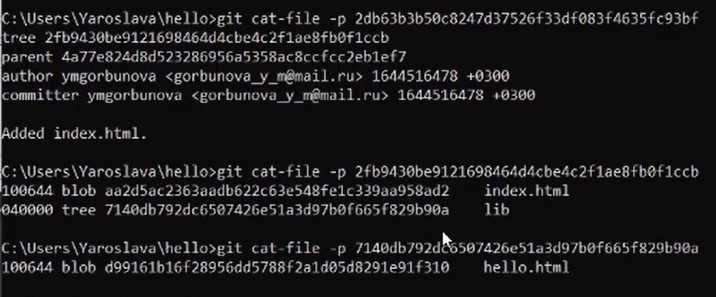 C:\Users\Yaroslava\hello>git cat-file -p 2db63b3b50c8247d37526f33df083f4635fc93bf
tree 2fb9430be9121698464d4cbe4c2f1ae8fb0f1ccb
parent 4a77e824d8d523286956a5358ac8ccfcc2eb1ef7
author ymgorbunova <gorbunova_y_m@mail.ru> 1644516478 +0300
committer ymgorbunova <gorbunova_y_m@mail.ru> 1644516478 +0300
Added index.html.
C:\Users\Yaroslava\hello>git cat-file -p 2fb9430be9121698464d4cbe4c2f1ae8fb0f1ccb
100644 blob aa2d5ac2363aadb622c63e548fe1c339aa958ad2    index.html
040000 tree 7140db792dc6507426e51a3d97b0f665f829b90a    lib
C:\Users\Yaroslava\hello>git cat-file -p 7140db792dc6507426e51a3d97b0f665f829b90a
100644 blob d99161b16f28956dd5788f2a1d05d8291e91f310    hello.html